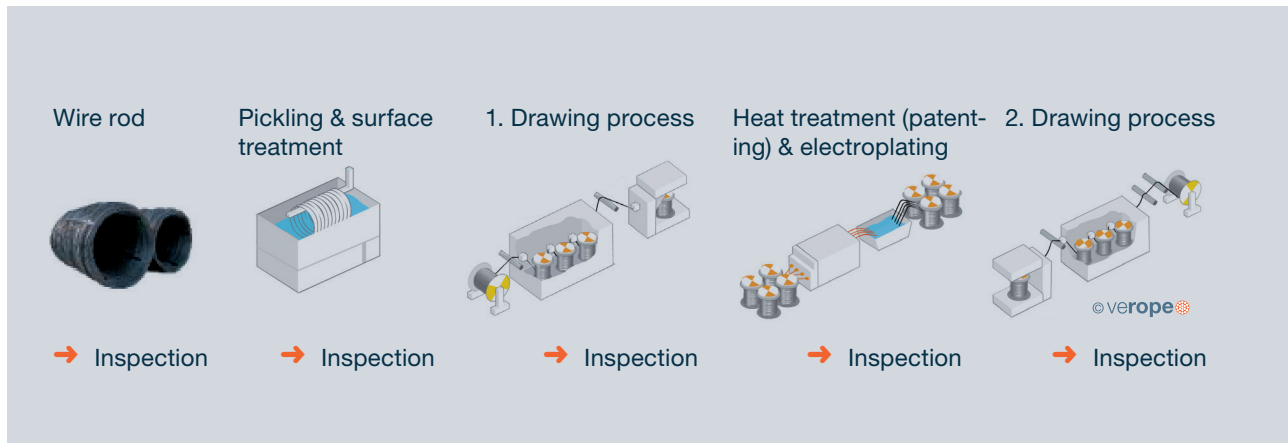 Wire rod
Pickling & surface
treatment
1. Drawing process
Heat treatment (patent-
ing) & electroplating
2. Drawing process
© verope
➜ Inspection
➜ Inspection
➜ Inspection
➜ Inspection
➜ Inspection